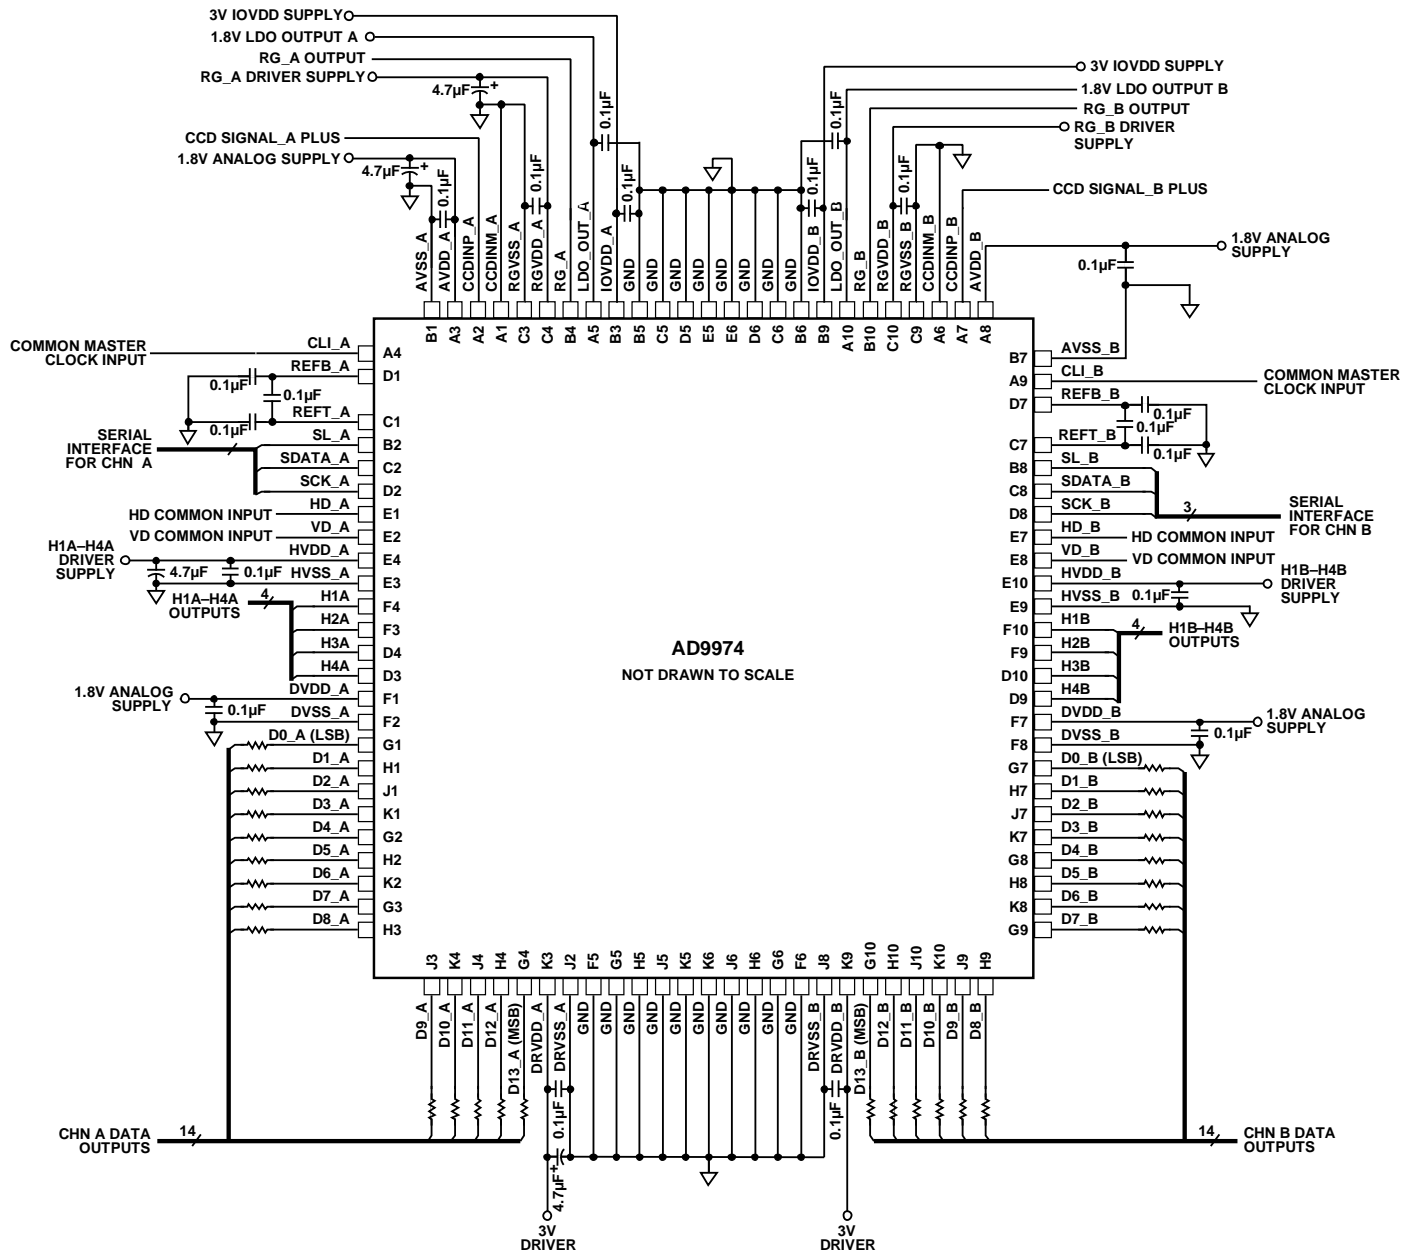 3V IOVDD SUPPLY
1.8V LDO OUTPUT A
RG_A OUTPUT
RG_A DRIVER SUPPLY
4.7µF
+
CCD SIGNAL_A PLUS
1.8V ANALOG SUPPLY
4.7µF
+
0.1µF
0.1µF
0.1µF
0.1µF
0.1µF
0.1µF
0.1µF
3V IOVDD SUPPLY
1.8V LDO OUTPUT B
RG_B OUTPUT
RG_B DRIVER
SUPPLY
CCD SIGNAL_B PLUS
1.8V ANALOG
SUPPLY
0.1µF
0.1µF
AVSS_A
AVDD_A
CCDINP_A
CCDINM_A
RGVSS_A
RGVDD_A
RG_A
LDO_OUT_A
IOVDD_A
GND
GND
GND
GND
GND
GND
GND
GND
IOVDD_B
LDO_OUT_B
RG_B
RGVDD_B
RGVSS_B
CCDINM_B
CCDINP_B
AVDD_B
B1
A3
A2
A1
C3
C4
B4
A5
B3
B5
C5
D5
E5
E6
D6
C6
B6
B9
A10
B10
C10
C9
A6
A7
A8
COMMON MASTER
CLOCK INPUT
CLI_A
A4
REFB_A
D1
0.1µF
0.1µF
REFT_A
C1
0.1µF
SERIAL
INTERFACE
FOR CHN A
SL_A
B2
SDATA_A
C2
SCK_A
D2
HD COMMON INPUT
HD_A
E1
VD COMMON INPUT
VD_A
E2
H1A–H4A
DRIVER
SUPPLY
HVDD_A
E4
4.7µF
0.1µF
HVSS_A
E3
H1A–H4A
OUTPUTS
4
H1A
F4
H2A
F3
H3A
D4
H4A
D3
1.8V ANALOG
SUPPLY
DVDD_A
F1
0.1µF
DVSS_A
F2
D0_A (LSB)
G1
D1_A
H1
D2_A
J1
D3_A
K1
D4_A
G2
D5_A
H2
D6_A
K2
D7_A
G3
D8_A
H3
AD9974
NOT DRAWN TO SCALE
B7
AVSS_B
A9
CLI_B
COMMON MASTER
CLOCK INPUT
D7
REFB_B
0.1µF
0.1µF
C7
REFT_B
0.1µF
B8
SL_B
C8
SDATA_B
D8
SCK_B
3
SERIAL
INTERFACE
FOR CHN B
E7
HD_B
HD COMMON INPUT
E8
VD_B
VD COMMON INPUT
E10
HVDD_B
H1B–H4B
DRIVER
SUPPLY
0.1µF
E9
HVSS_B
F10
H1B
4
H1B–H4B
OUTPUTS
F9
H2B
D10
H3B
D9
H4B
F7
DVDD_B
1.8V ANALOG
SUPPLY
0.1µF
F8
DVSS_B
G7
D0_B (LSB)
H7
D1_B
J7
D2_B
K7
D3_B
G8
D4_B
H8
D5_B
K8
D6_B
G9
D7_B
J3
K4
J4
H4
G4
K3
J2
F5
G5
H5
J5
K5
K6
J6
H6
G6
F6
J8
K9
G10
H10
J10
K10
J9
H9
D9_A
D10_A
D11_A
D12_A
D13_A (MSB)
DRVDD_A
DRVSS_A
GND
GND
GND
GND
GND
GND
GND
GND
GND
GND
DRVSS_B
DRVDD_B
D13_B (MSB)
D12_B
D11_B
D10_B
D9_B
D8_B
0.1µF
0.1µF
4.7µF
+
CHN A DATA
OUTPUTS
14
14
CHN B DATA
OUTPUTS
3V
DRIVER
3V
DRIVER